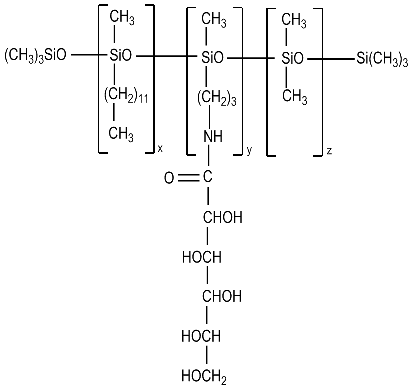 CH3 CH3 CH3
(CH3)3SiO SiO SiO SiO Si(CH3)3
(CH2)11 (CH2)3 CH3
CH3 NH
x y z
O=C
CHOH
HOCH
CHOH
HOCH
HOCH2